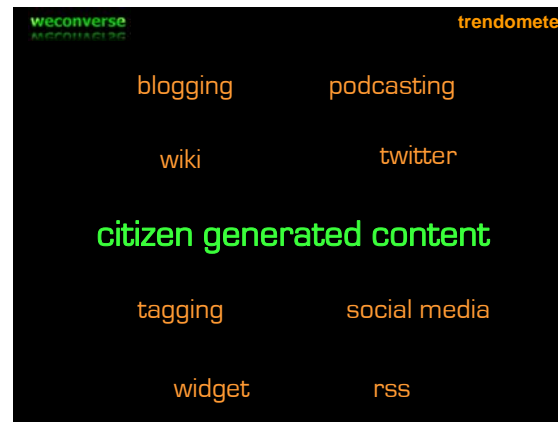 weconverse
trendomete
blogging podcasting
wiki twitter
citizen generated content
tagging social media
widget rss